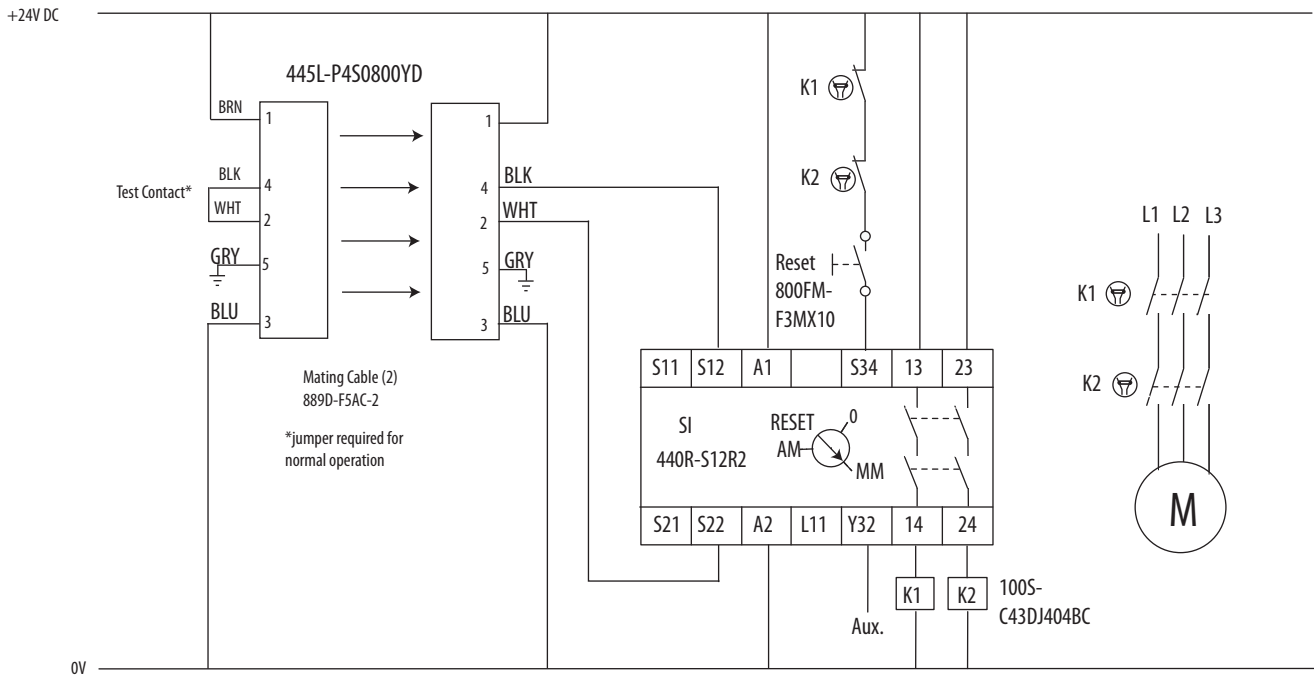 +24V DC
445L-P4S0800YD
BRN
1
BLK
4
Test Contact*
WHT
2
GRY
5
BLU
3
1
4
BLK
2
WHT
5
GRY
3
BLU
Mating Cable (2)
889D-F5AC-2
*jumper required for
normal operation
K1
K2
Reset
800FM-
F3MX10
S11 S12 A1 S34 13 23
SI
440R-S12R2
RESET
0
AM
MM
S21 S22 A2 L11 Y32 14 24
Aux.
K1
K2
100S-
C43DJ404BC
L1 L2 L3
K1
K2
M
0V